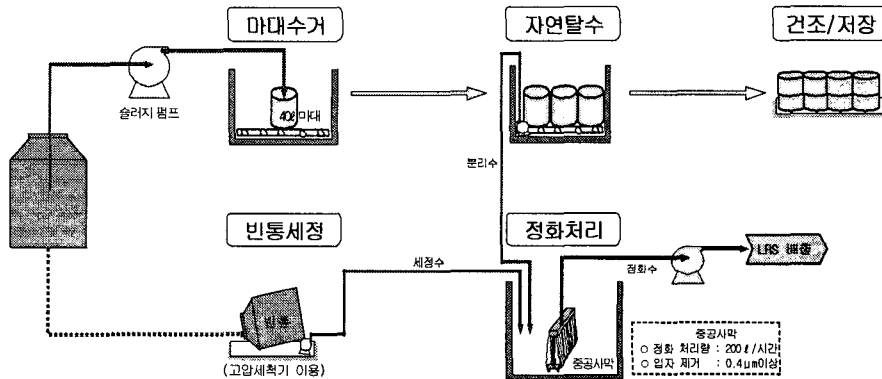 마대수거
자연탈수
건조/저장
슬러지 펌프
40ℓ 마대
분리수
빈통세정
정화처리
세정수
정화수
LRS 배출
빈통
(고압세척기 이용)
중공사막
중공사막
○ 정화 처리량 : 200ℓ/시간
○ 입자 제거 : 0.4㎛이상